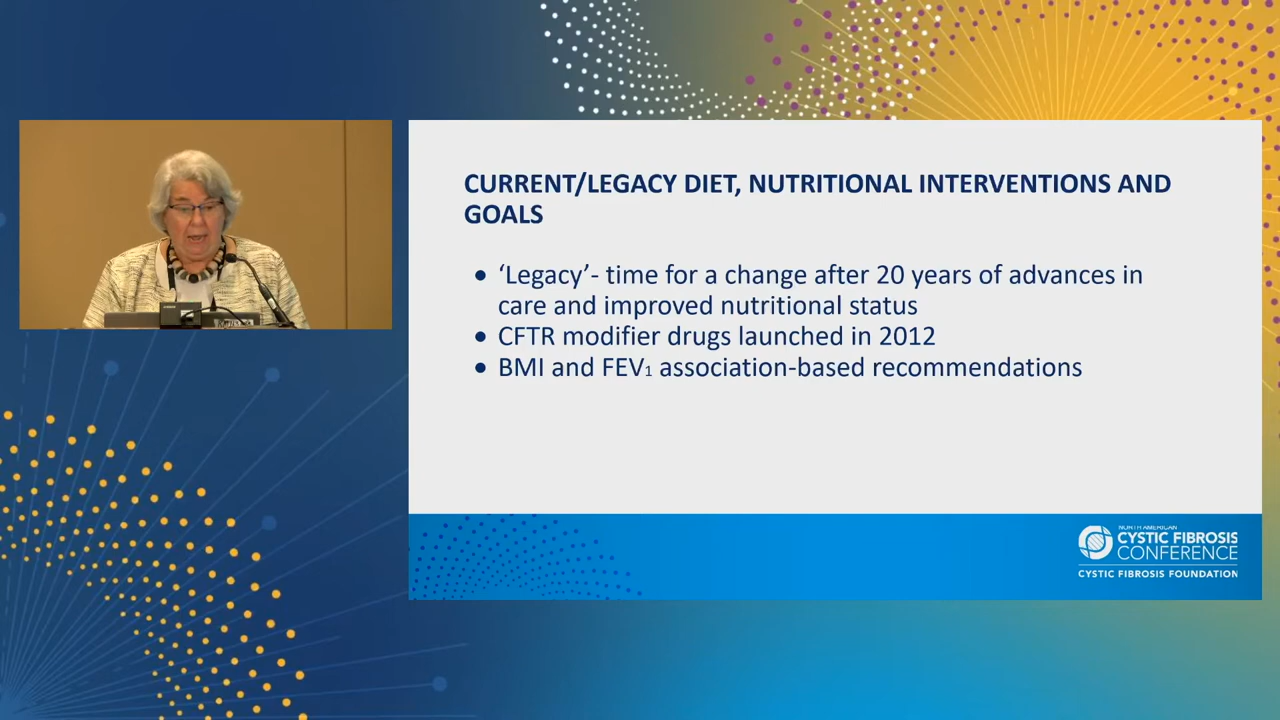 CURRENT/LEGACY DIET, NUTRITIONAL INTERVENTIONS AND
GOALS
• ‘Legacy’- time for a change after 20 years of advances in
care and improved nutritional status
• CFTR modifier drugs launched in 2012
• BMI and FEV₁ association-based recommendations
NORTH AMERICAN
CYSTIC FIBROSIS
CONFERENCE
CYSTIC FIBROSIS FOUNDATION